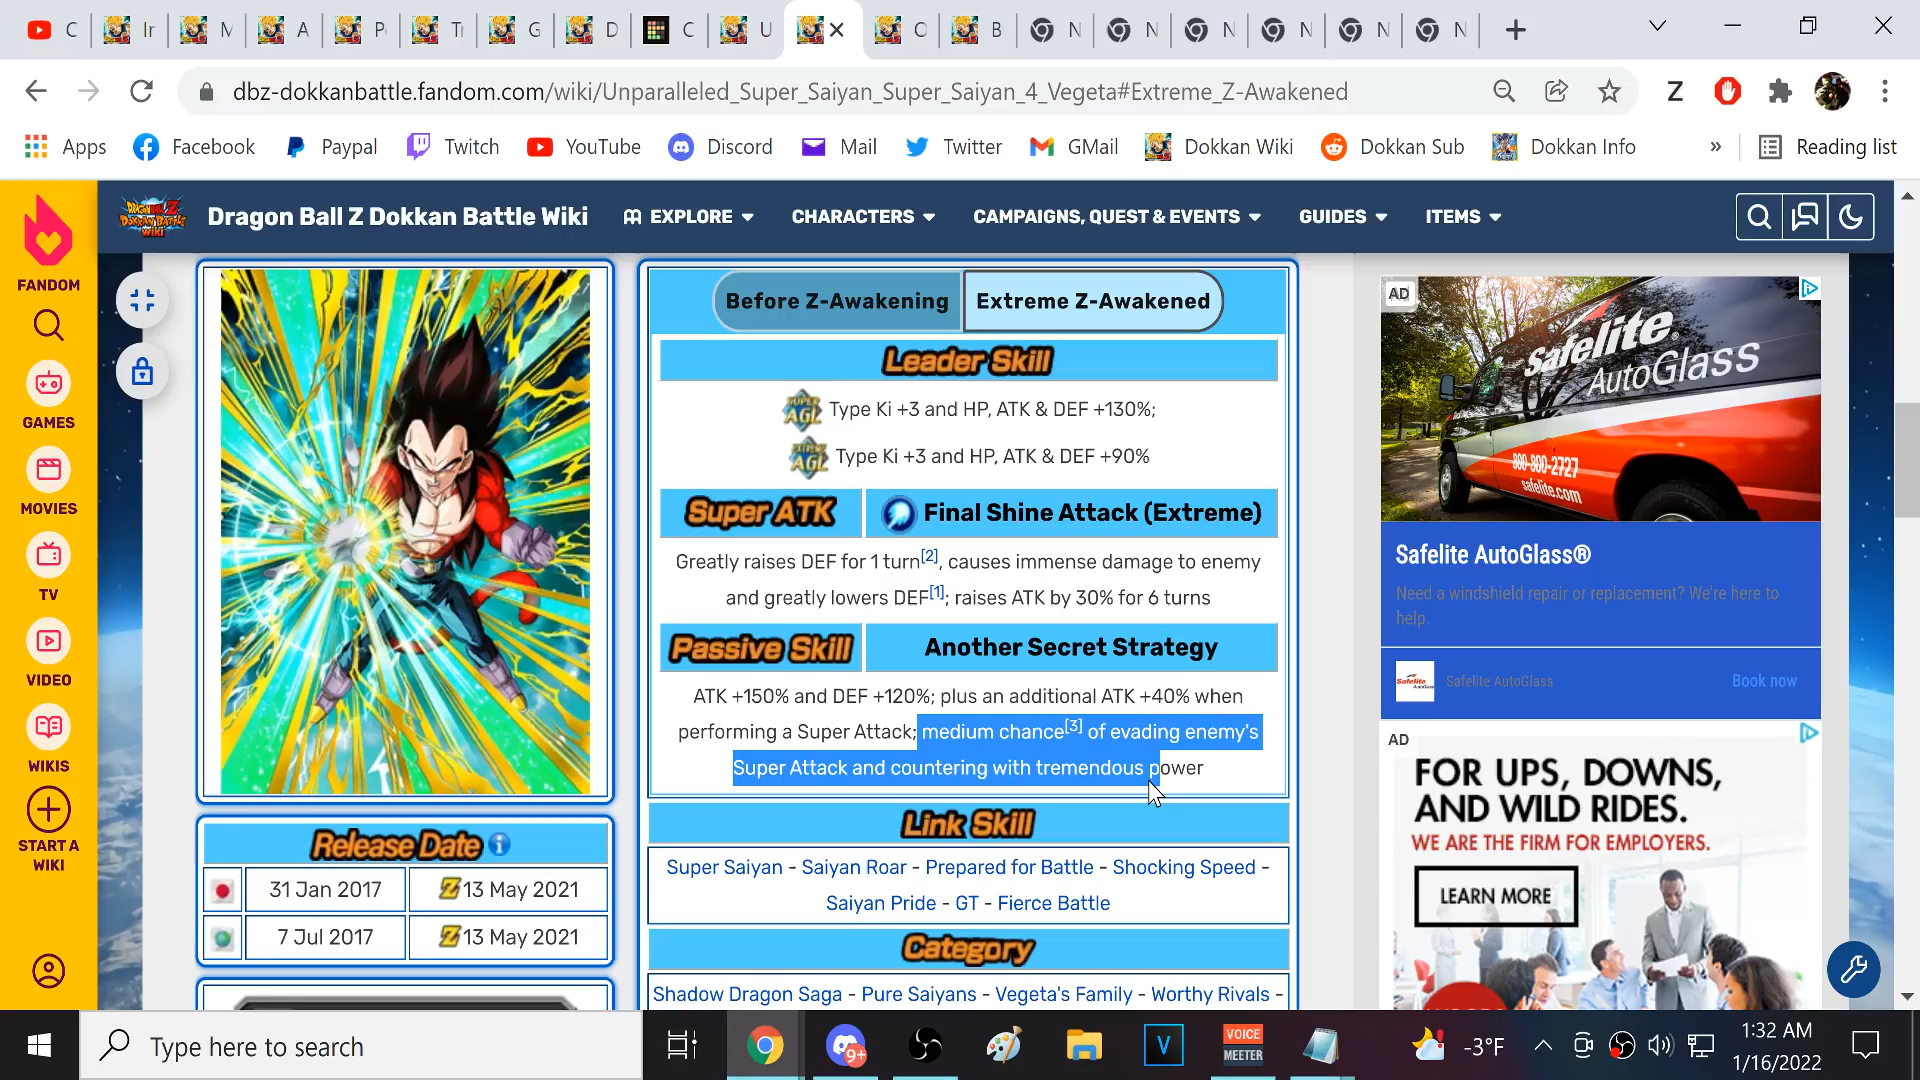 C
Ir
M
A
P
Tr
G
D
C
U
C
B
N
N
N
N
N
N
dbz-dokkanbattle.fandom.com/wiki/Unparalleled_Super_Saiyan_Super_Saiyan_4_Vegeta#Extreme_Z-Awakened
Z
Apps
Facebook
Paypal
Twitch
YouTube
Discord
Mail
Twitter
GMail
Dokkan Wiki
Dokkan Sub
Dokkan Info
»
Reading list
Dragon Ball Z Dokkan Battle Wiki
EXPLORE
CHARACTERS
CAMPAIGNS, QUEST & EVENTS
GUIDES
ITEMS
FANDOM
GAMES
MOVIES
TV
VIDEO
WIKIS
START A
WIKI
Before Z-Awakening
Extreme Z-Awakened
Leader Skill
SUPER AGL Type Ki +3 and HP, ATK & DEF +130%;
AGL Type Ki +3 and HP, ATK & DEF +90%
Super ATK
Final Shine Attack (Extreme)
Greatly raises DEF for 1 turn[2], causes immense damage to enemy
and greatly lowers DEF[1]; raises ATK by 30% for 6 turns
Passive Skill
Another Secret Strategy
ATK +150% and DEF +120%; plus an additional ATK +40% when
performing a Super Attack; medium chance[3] of evading enemy's
Super Attack and countering with tremendous power
Link Skill
Super Saiyan - Saiyan Roar - Prepared for Battle - Shocking Speed -
Saiyan Pride - GT - Fierce Battle
Category
Shadow Dragon Saga - Pure Saiyans - Vegeta's Family - Worthy Rivals -
Release Date
31 Jan 2017
Z 13 May 2021
7 Jul 2017
Z 13 May 2021
AD
Safelite
AutoGlass
800-800-2727
safelite.com
Safelite AutoGlass®
Need a windshield repair or replacement? We're here to
help.
Safelite AutoGlass
Book now
AD
FOR UPS, DOWNS,
AND WILD RIDES.
WE ARE THE FIRM FOR EMPLOYERS.
LEARN MORE
Type here to search
9+
V
VOICE
MEETER
-3°F
1:32 AM
1/16/2022